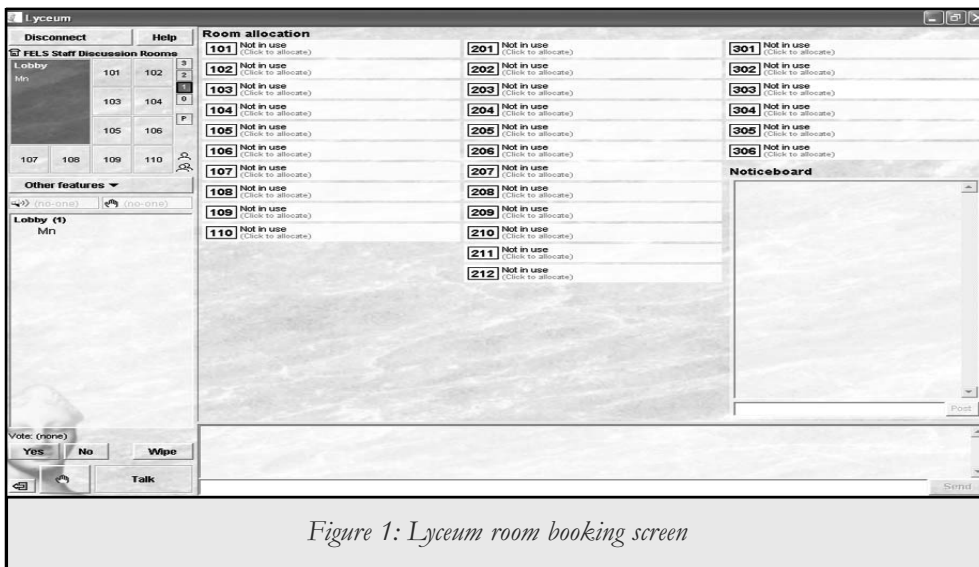 Lyceum
Disconnect
Help
FELS Staff Discussion Rooms
Lobby
Mn
101
102
103
104
105
106
107
108
109
110
3
2
1
0
P
Other features
(no-one)
(no-one)
Lobby (1)
Mn
Vote: (none)
Yes
No
Wipe
Talk
Room allocation
101 Not in use
(Click to allocate)
102 Not in use
(Click to allocate)
103 Not in use
(Click to allocate)
104 Not in use
(Click to allocate)
105 Not in use
(Click to allocate)
106 Not in use
(Click to allocate)
107 Not in use
(Click to allocate)
108 Not in use
(Click to allocate)
109 Not in use
(Click to allocate)
110 Not in use
(Click to allocate)
201 Not in use
(Click to allocate)
202 Not in use
(Click to allocate)
203 Not in use
(Click to allocate)
204 Not in use
(Click to allocate)
205 Not in use
(Click to allocate)
206 Not in use
(Click to allocate)
207 Not in use
(Click to allocate)
208 Not in use
(Click to allocate)
209 Not in use
(Click to allocate)
210 Not in use
(Click to allocate)
211 Not in use
(Click to allocate)
212 Not in use
(Click to allocate)
301 Not in use
(Click to allocate)
302 Not in use
(Click to allocate)
303 Not in use
(Click to allocate)
304 Not in use
(Click to allocate)
305 Not in use
(Click to allocate)
306 Not in use
(Click to allocate)
Noticeboard
Post
Send
Figure 1: Lyceum room booking screen